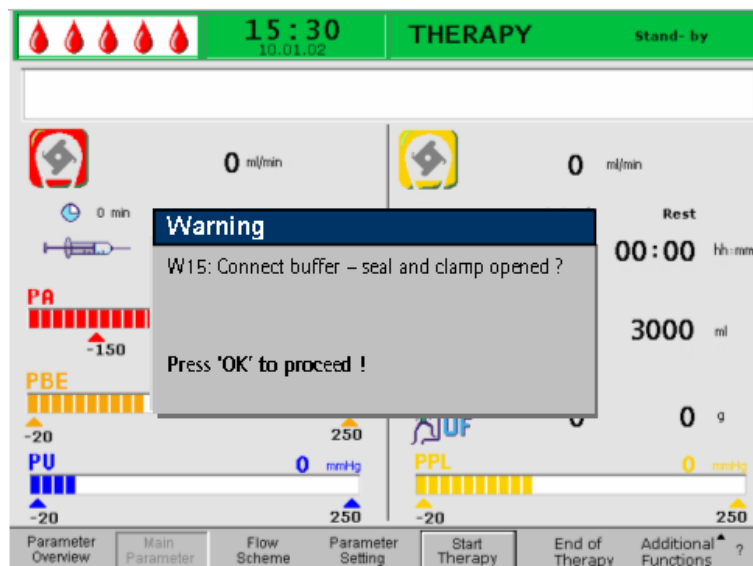 15:30
10.01.02
THERAPY
Stand- by
0 ml/min
0 ml/min
0 min
Rest
00:00 hh:mm
Warning
W15: Connect buffer – seal and clamp opened ?
Press 'OK' to proceed !
PA
-150
3000 ml
PBE
-20
250
UF
0 g
PV
0 mmHg
-20
250
PPL
0 mmHg
-20
250
Parameter Overview
Main Parameter
Flow Scheme
Parameter Setting
Start Therapy
End of Therapy
Additional Functions
?